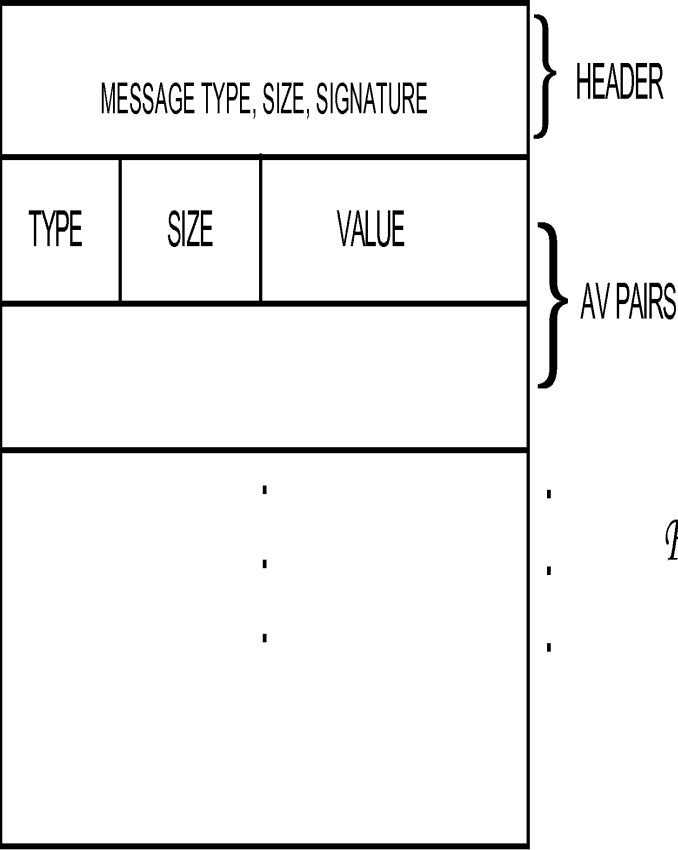 MESSAGE TYPE, SIZE, SIGNATURE
HEADER
TYPE
SIZE
VALUE
AV PAIRS